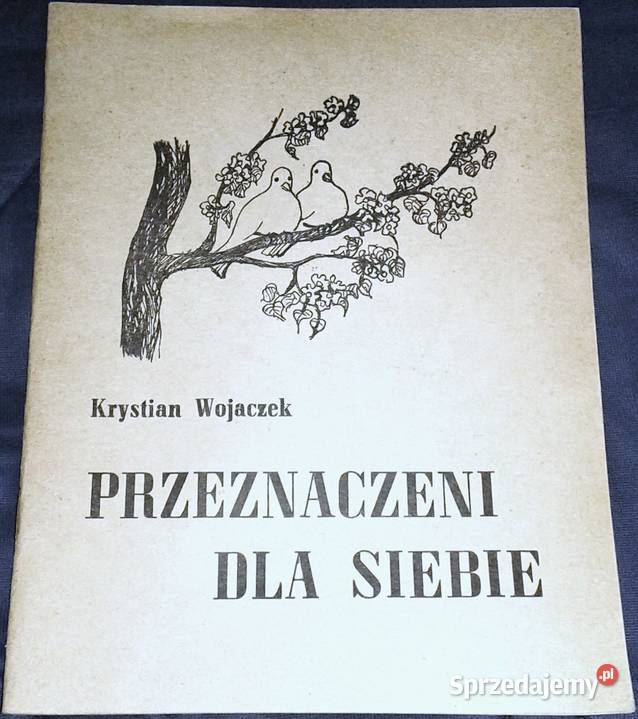 Krystian Wojaczek
PRZEZNACZENI
DLA SIEBIE
Sprzedajemy.pl